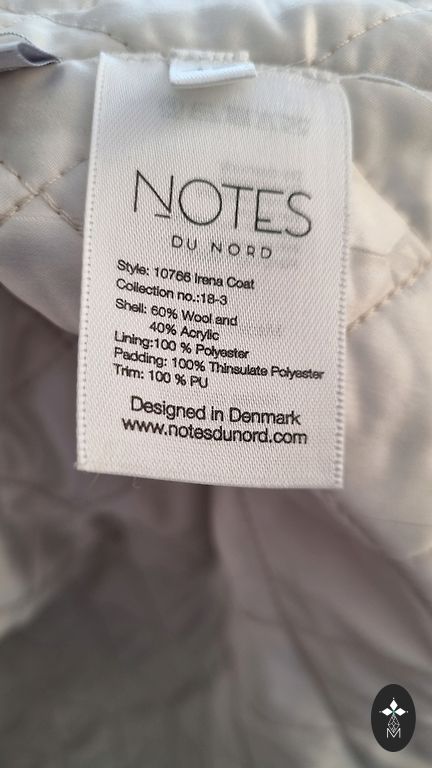 NOTES
DU NORD
Style: 10766 Irena Coat
Collection no.:18-3
Shell: 60% Wool and
40% Acrylic
Lining:100 % Polyester
Padding: 100% Thinsulate Polyester
Trim: 100 % PU
Designed in Denmark
www.notesdunord.com
M